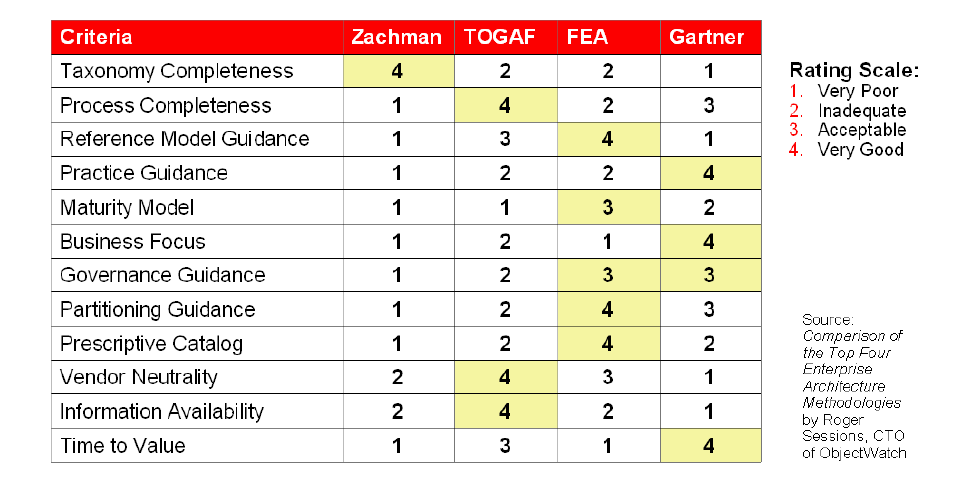 Criteria Zachman TOGAF FEA Gartner
Taxonomy Completeness 4 2 2 1
Process Completeness 1 4 2 3
Reference Model Guidance 1 3 4 1
Practice Guidance 1 2 2 4
Maturity Model 1 1 3 2
Business Focus 1 2 1 4
Governance Guidance 1 2 3 3
Partitioning Guidance 1 2 4 3
Prescriptive Catalog 1 2 4 2
Vendor Neutrality 2 4 3 1
Information Availability 2 4 2 1
Time to Value 1 3 1 4
Rating Scale:
1. Very Poor
2. Inadequate
3. Acceptable
4. Very Good
Source:
Comparison of
the Top Four
Enterprise
Architecture
Methodologies
by Roger
Sessions, CTO
of ObjectWatch